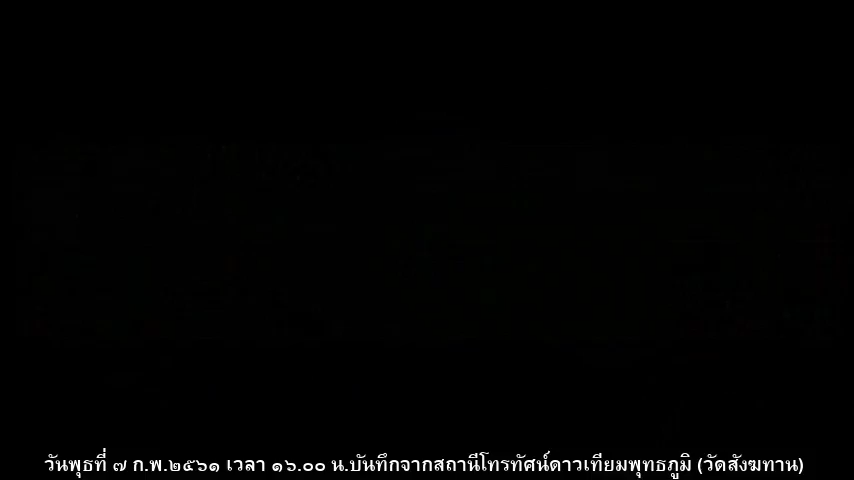 วันพุธที่ ๗ ก.พ.๒๕๖๑ เวลา ๑๖.๐๐ น.บันทึกจากสถานีโทรทัศน์ดาวเทียมพุทธภูมิ (วัดสังฆทาน)